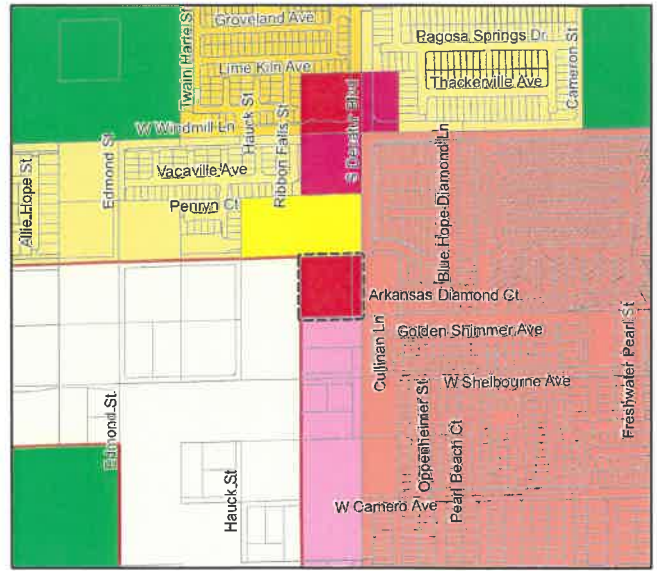 Groveland Ave
Pagosa Springs Dr
Twain Harte St
Lime Kiln Ave
Thackerville Ave
Cameron St
Hauck St
Ribbon Falls St
S Decatur Blvd
W Windmill Ln
Edmond St
Vacaville Ave
Allie Hope St
Penryn Ct
Blue Hope Diamond Ln
Arkansas Diamond Ct.
Cullinan Ln
Golden Shimmer Ave
Freshwater Pearl St
W Shelbourne Ave
Edmond St
Oppenheimer St
Pearl Beach Ct
Hauck St
W Camero Ave